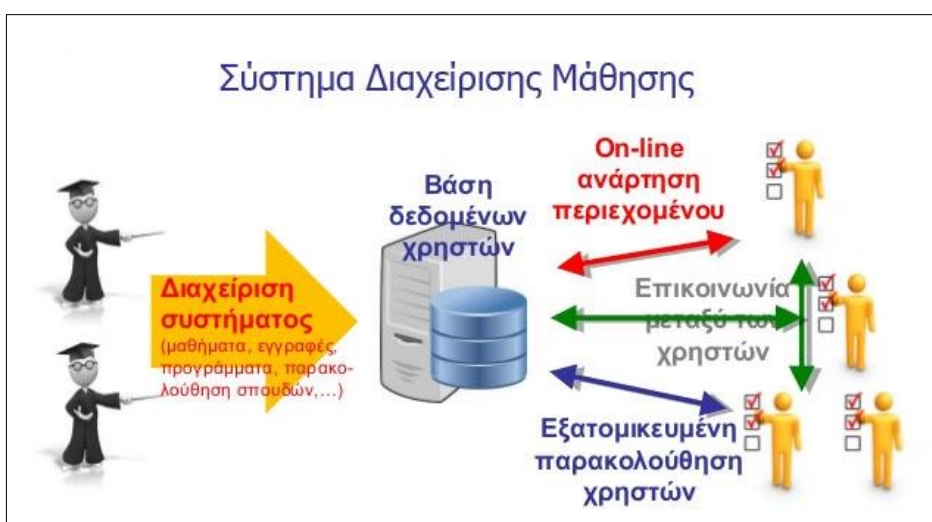 Σύστημα Διαχείρισης Μάθησης
Διαχείριση
συστήματος
(μαθήματα, εγγραφές,
προγράμματα, παρακο-
λούθηση σπουδών,...)
Βάση
δεδομένων
χρηστών
On-line
ανάρτηση
περιεχομένου
Επικοινωνία
μεταξύ των
χρηστών
Εξατομικευμένη
παρακολούθηση
χρηστών